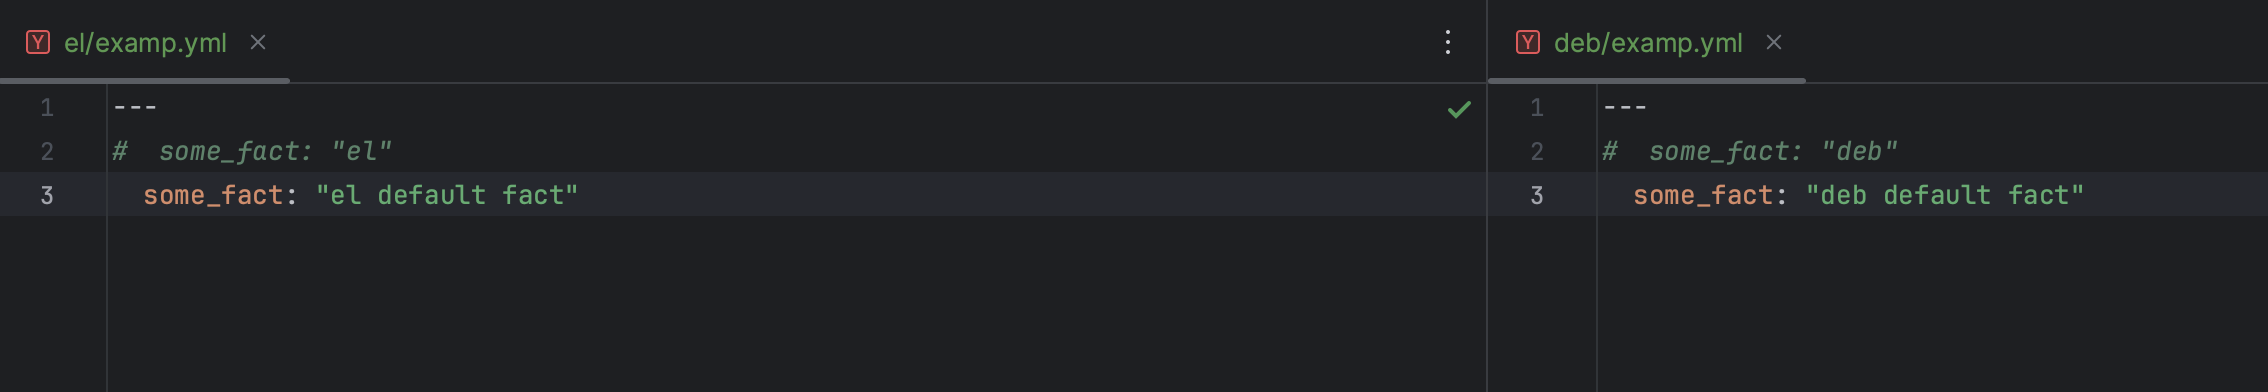 el/examp.yml
1 ---
2 #  some_fact: "el"
3   some_fact: "el default fact"
deb/examp.yml
1 ---
2 #  some_fact: "deb"
3   some_fact: "deb default fact"